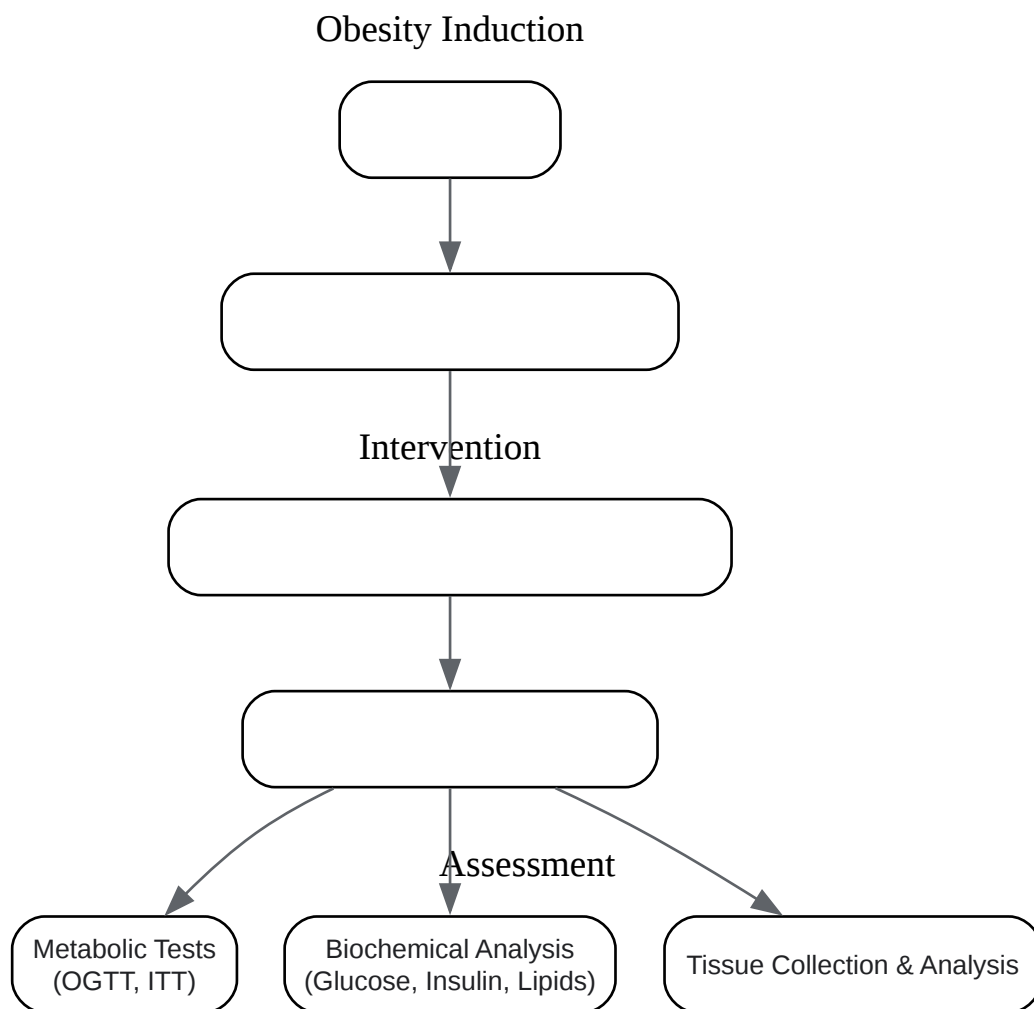 Obesity Induction
Intervention
Assessment
Metabolic Tests
(OGTT, ITT)
Biochemical Analysis
(Glucose, Insulin, Lipids)
Tissue Collection & Analysis